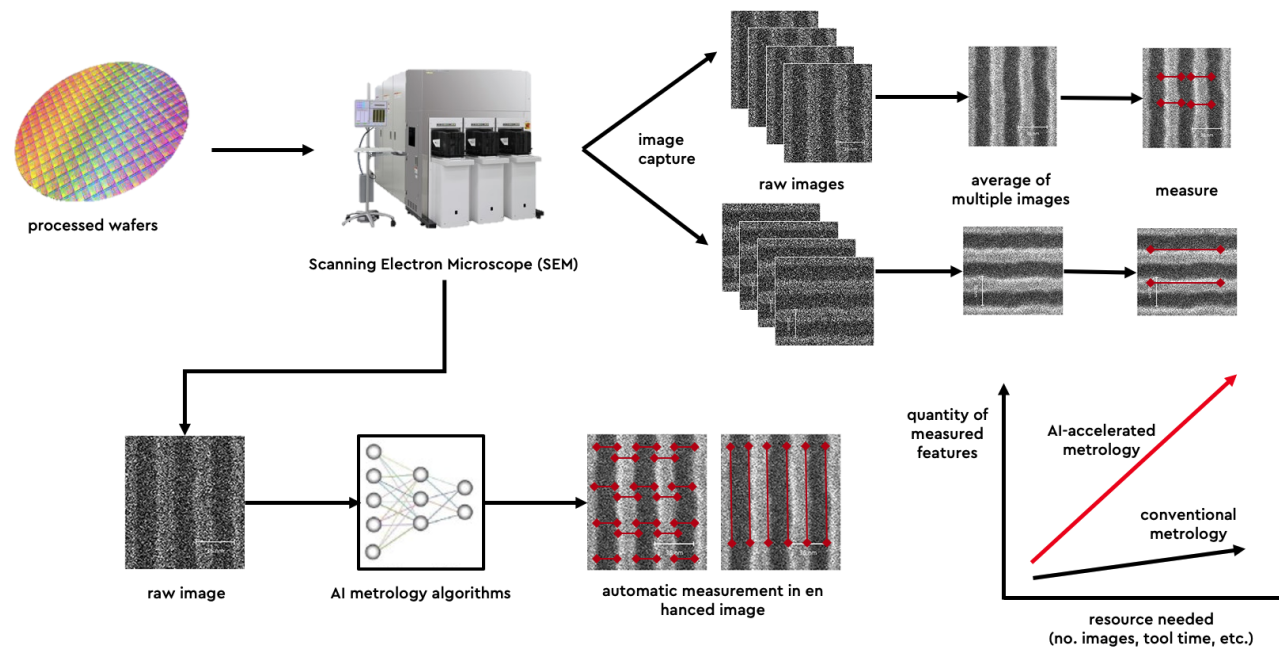 processed wafers
Scanning Electron Microscope (SEM)
image
capture
raw images
average of
multiple images
measure
raw image
AI metrology algorithms
automatic measurement in en
hanced image
quantity of
measured
features
AI-accelerated
metrology
conventional
metrology
resource needed
(no. images, tool time, etc.)